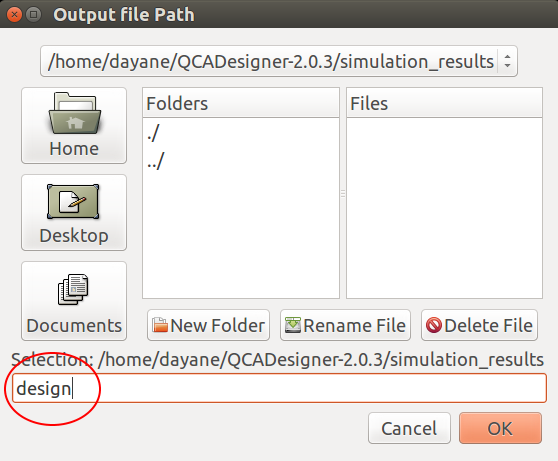 Output file Path
/home/dayane/QCADesigner-2.0.3/simulation_results
Home
Desktop
Documents
Folders
./
../
Files
New Folder
Rename File
Delete File
Selection: /home/dayane/QCADesigner-2.0.3/simulation_results
design
Cancel
OK